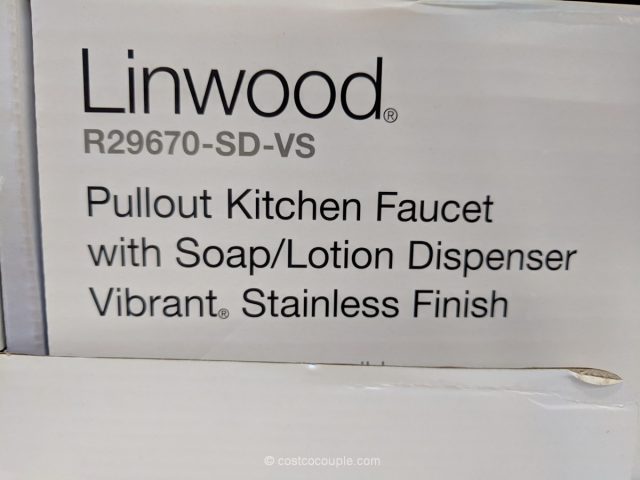 Linwood®
R29670-SD-VS
Pullout Kitchen Faucet
with Soap/Lotion Dispenser
Vibrant® Stainless Finish
© costcocouple.com